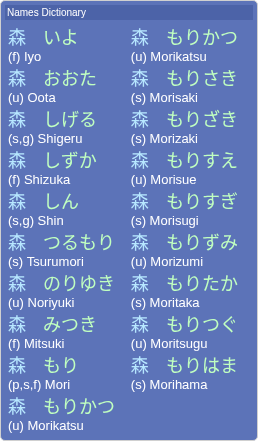 Names Dictionary
森　いよ
(f) Iyo
森　おおた
(u) Oota
森　しげる
(s,g) Shigeru
森　しずか
(f) Shizuka
森　しん
(s,g) Shin
森　つるもり
(s) Tsurumori
森　のりゆき
(u) Noriyuki
森　みつき
(f) Mitsuki
森　もり
(p,s,f) Mori
森　もりかつ
(u) Morikatsu
森　もりかつ
(u) Morikatsu
森　もりさき
(s) Morisaki
森　もりざき
(s) Morizaki
森　もりすえ
(u) Morisue
森　もりすぎ
(s) Morisugi
森　もりずみ
(u) Morizumi
森　もりたか
(s) Moritaka
森　もりつぐ
(u) Moritsugu
森　もりはま
(s) Morihama